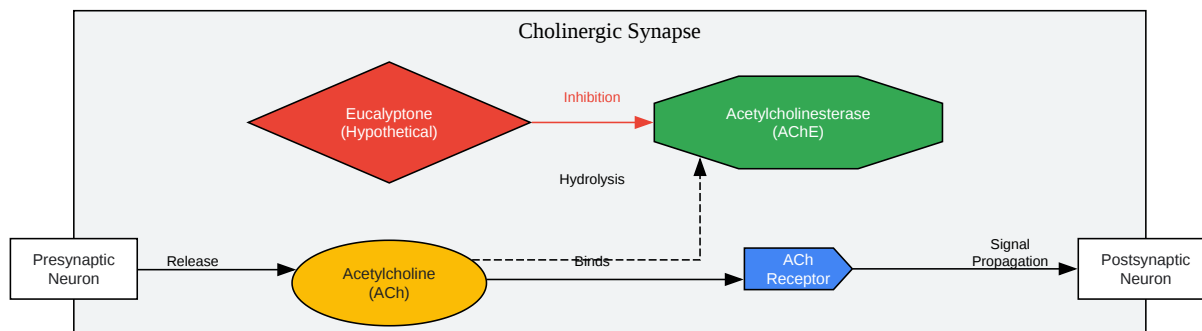 Cholinergic Synapse
Eucalyptone
(Hypothetical)
Inhibition
Acetylcholinesterase
(AChE)
Hydrolysis
Presynaptic
Neuron
Release
Acetylcholine
(ACh)
Binds
ACh
Receptor
Signal
Propagation
Postsynaptic
Neuron